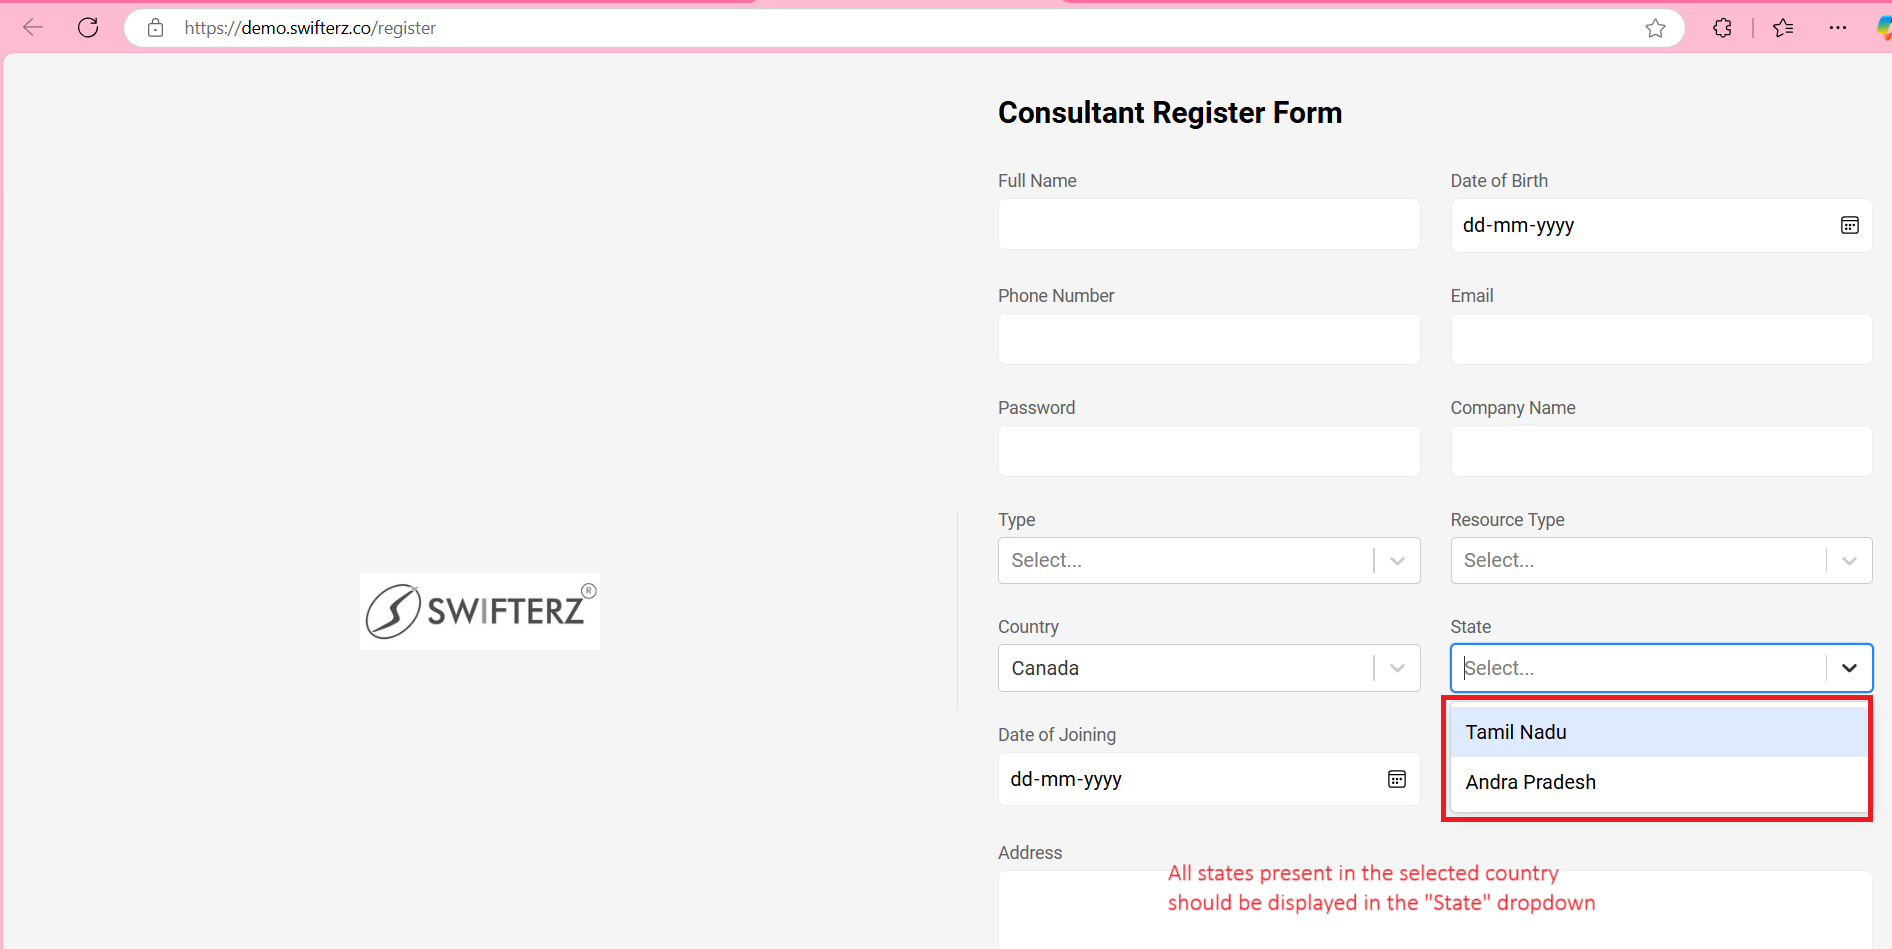 https://demo.swifterz.co/register
Consultant Register Form
Full Name
Date of Birth
dd-mm-yyyy
Phone Number
Email
Password
Company Name
Type
Resource Type
Select...
Select...
SWIFTERZ®
Country
State
Canada
Select...
Tamil Nadu
Date of Joining
dd-mm-yyyy
Andra Pradesh
Address
All states present in the selected country
should be displayed in the "State" dropdown